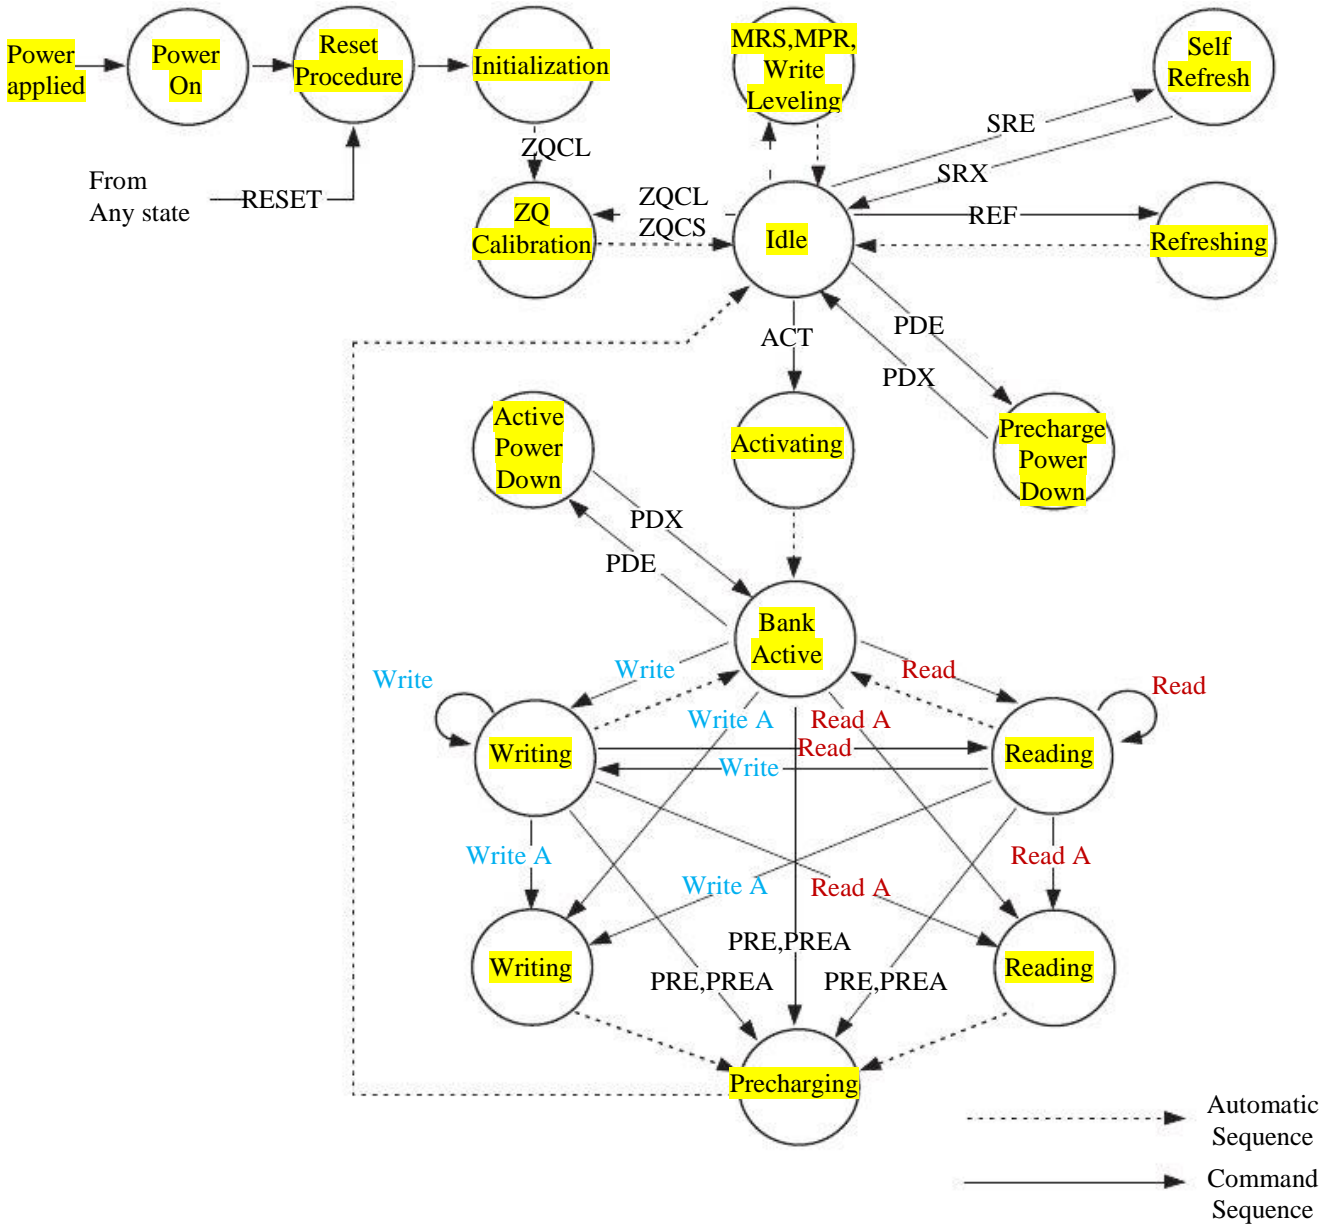 Power
applied
Power
On
Reset
Procedure
Initialization
MRS,MPR,
Write
Leveling
Self
Refresh
ZQCL
SRE
SRX
From
Any state
RESET
ZQ
Calibration
ZQCL
ZQCS
Idle
REF
Refreshing
ACT
PDE
PDX
Active
Power
Down
Activating
Precharge
Power
Down
PDX
PDE
Bank
Active
Write
Write
Read
Read
Write A
Read A
Writing
Read
Write
Reading
Write A
Read A
Write A
Read A
Writing
PRE,PREA
PRE,PREA
PRE,PREA
Reading
Precharging
Automatic
Sequence
Command
Sequence